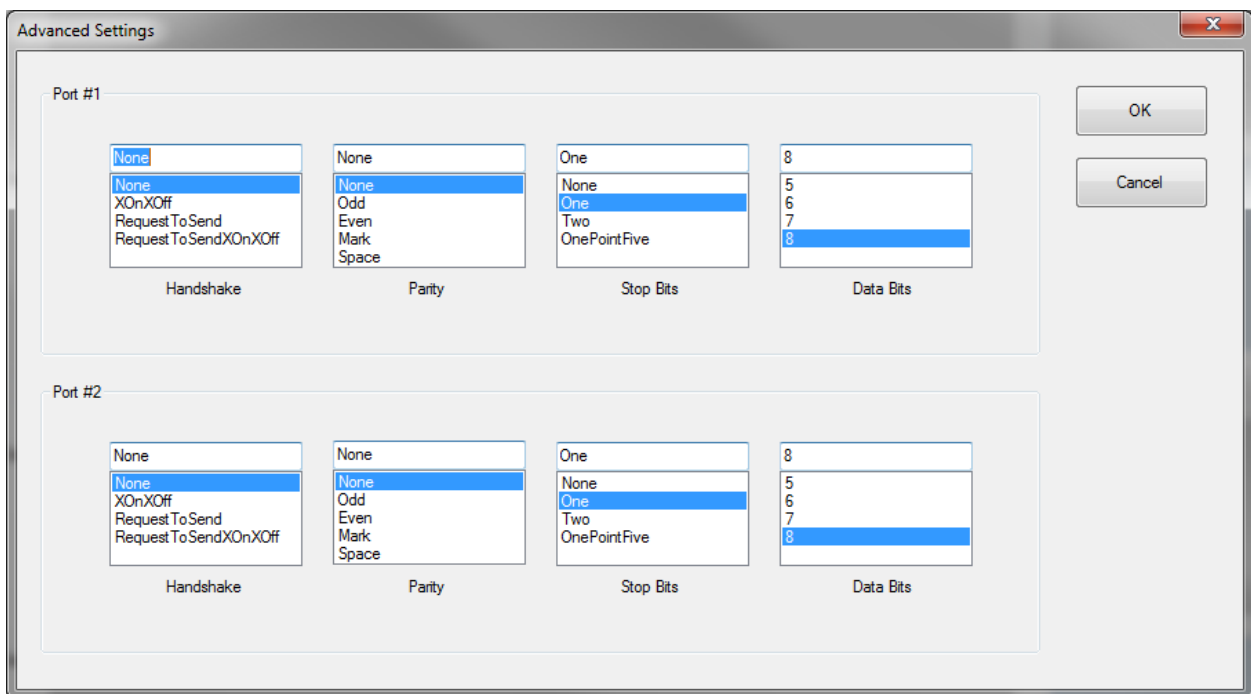 Advanced Settings
Port #1
OK
Cancel
None
None
XOnXOff
RequestToSend
RequestToSendXOnXOff
Handshake
None
None
Odd
Even
Mark
Space
Parity
One
None
One
Two
OnePointFive
Stop Bits
8
5
6
7
8
Data Bits
Port #2
None
None
XOnXOff
RequestToSend
RequestToSendXOnXOff
Handshake
None
None
Odd
Even
Mark
Space
Parity
One
None
One
Two
OnePointFive
Stop Bits
8
5
6
7
8
Data Bits